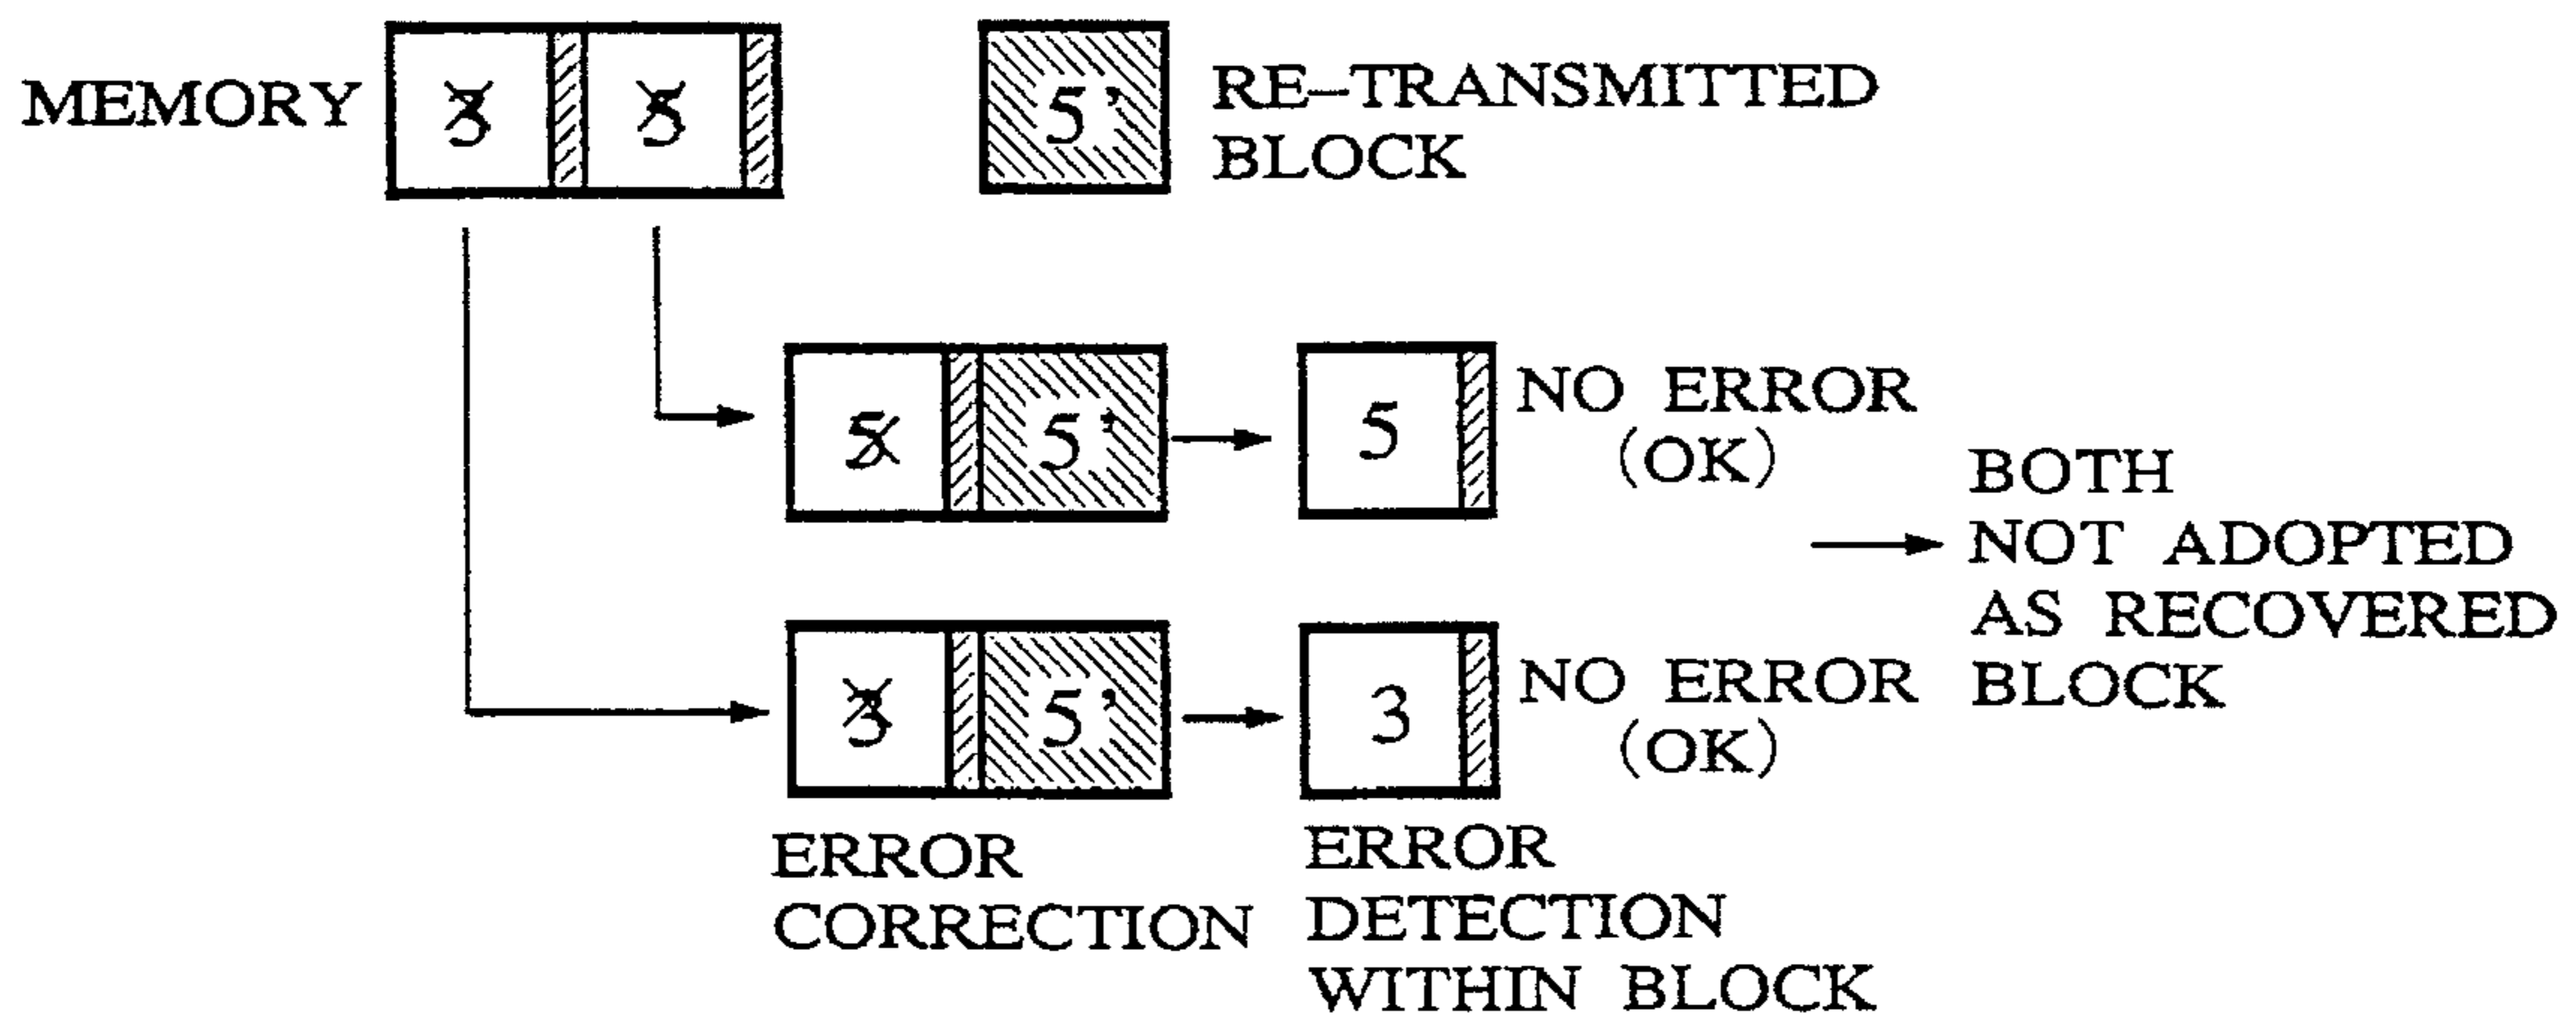 MEMORY
3
5
5'
RE-TRANSMITTED
BLOCK
5
5'
5
NO ERROR
(OK)
3
5'
3
NO ERROR
(OK)
BOTH
NOT ADOPTED
AS RECOVERED
BLOCK
ERROR
CORRECTION
ERROR
DETECTION
WITHIN BLOCK